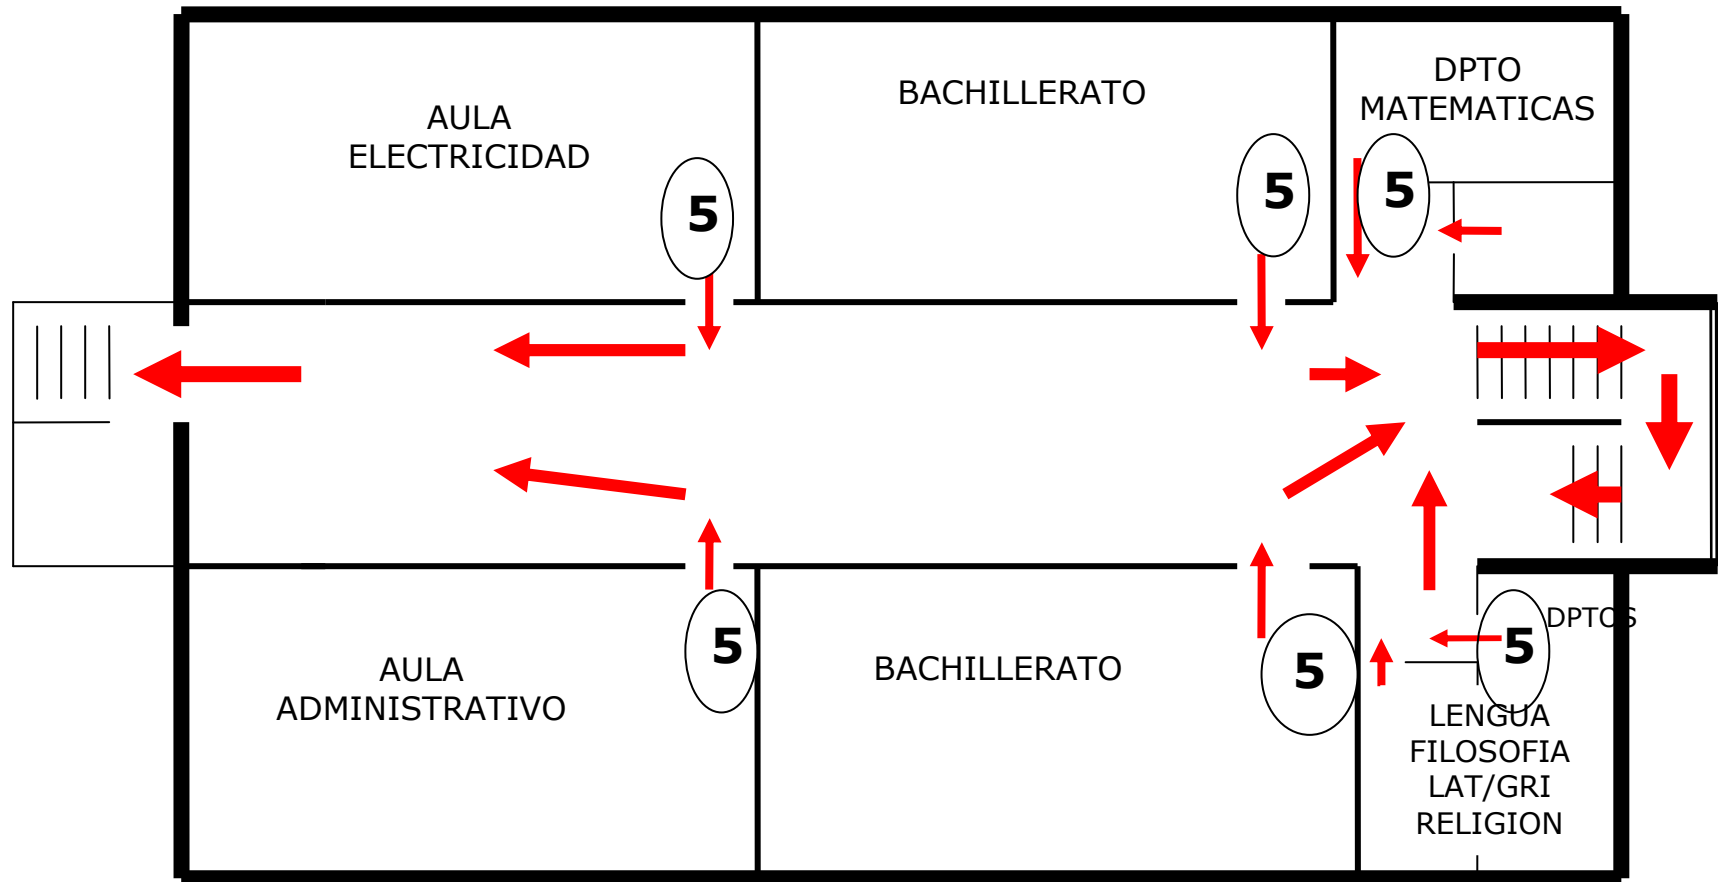 AULA
ELECTRICIDAD
5
BACHILLERATO
5
DPTO
MATEMATICAS
5
AULA
ADMINISTRATIVO
5
BACHILLERATO
5
DPTOS
5
LENGUA
FILOSOFIA
LAT/GRI
RELIGION